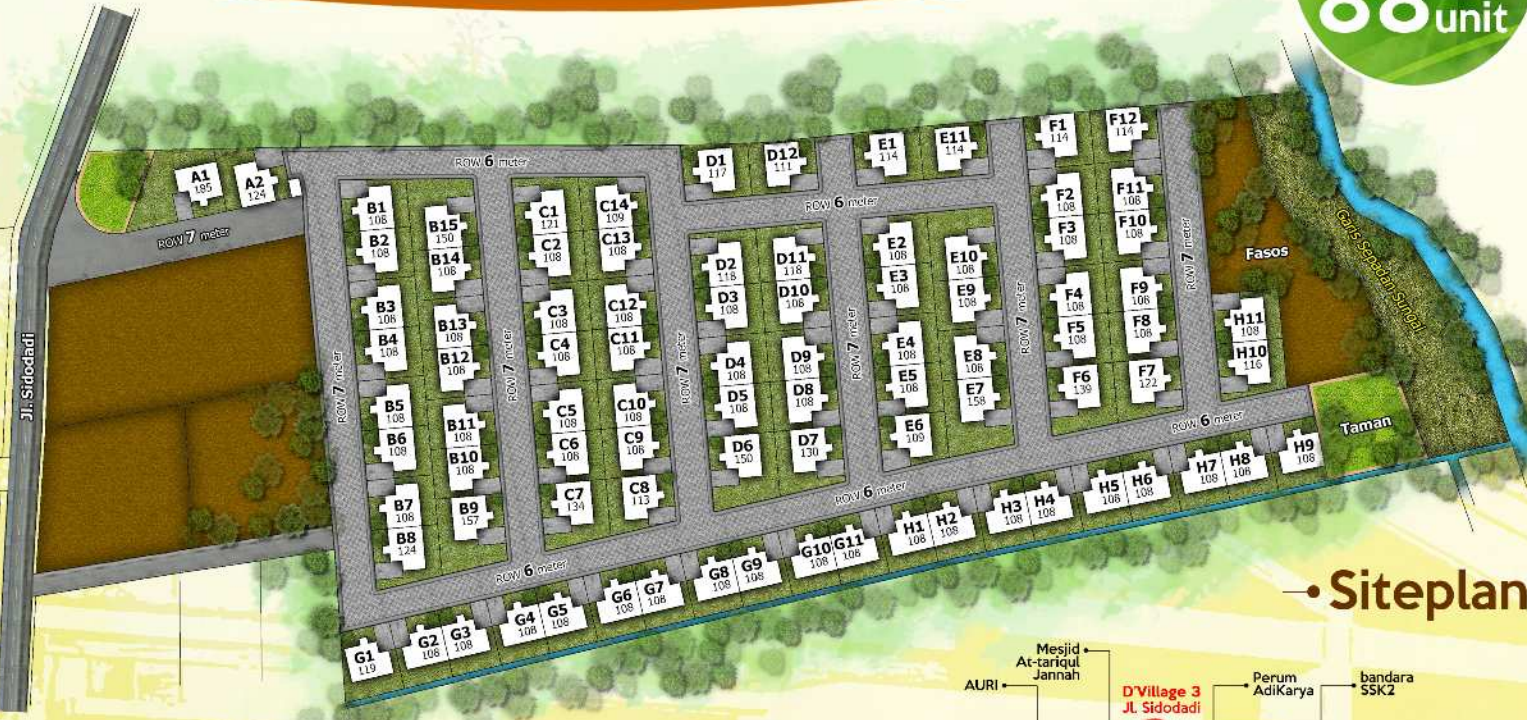 88 unit
Jl. Sidodadi
ROW 7 meter
A1
185
A2
124
ROW 6 meter
ROW 7 meter
B1
108
B2
108
B3
108
B4
108
B5
108
B6
108
B7
108
B8
124
B15
150
B14
108
B13
108
B12
108
B11
108
B10
108
B9
157
ROW 7 meter
C1
121
C2
108
C3
108
C4
108
C5
108
C6
108
C7
134
C14
109
C13
108
C12
108
C11
108
C10
108
C9
108
C8
113
ROW 7 meter
D1
117
D12
111
ROW 6 meter
D2
118
D3
108
D4
108
D5
108
D6
150
D11
118
D10
108
D9
108
D8
108
D7
130
ROW 7 meter
E1
114
E11
114
E2
108
E3
108
E4
108
E5
108
E6
109
E10
108
E9
108
E8
108
E7
158
ROW 7 meter
F1
114
F12
114
F2
108
F3
108
F4
108
F5
108
F6
139
F11
108
F10
108
F9
108
F8
108
F7
122
ROW 7 meter
Fasos
Garis Sepadan Sungai
H11
108
H10
116
Taman
ROW 6 meter
ROW 6 meter
ROW 6 meter
G1
119
G2
108
G3
108
G4
108
G5
108
G6
108
G7
108
G8
108
G9
108
G10
108
G11
108
H1
108
H2
108
H3
108
H4
108
H5
108
H6
108
H7
108
H8
108
H9
108
Siteplan
AURI
Mesjid
At-tariqul
Jannah
D'Village 3
Jl. Sidodadi
Perum
AdiKarya
bandara
SSK2